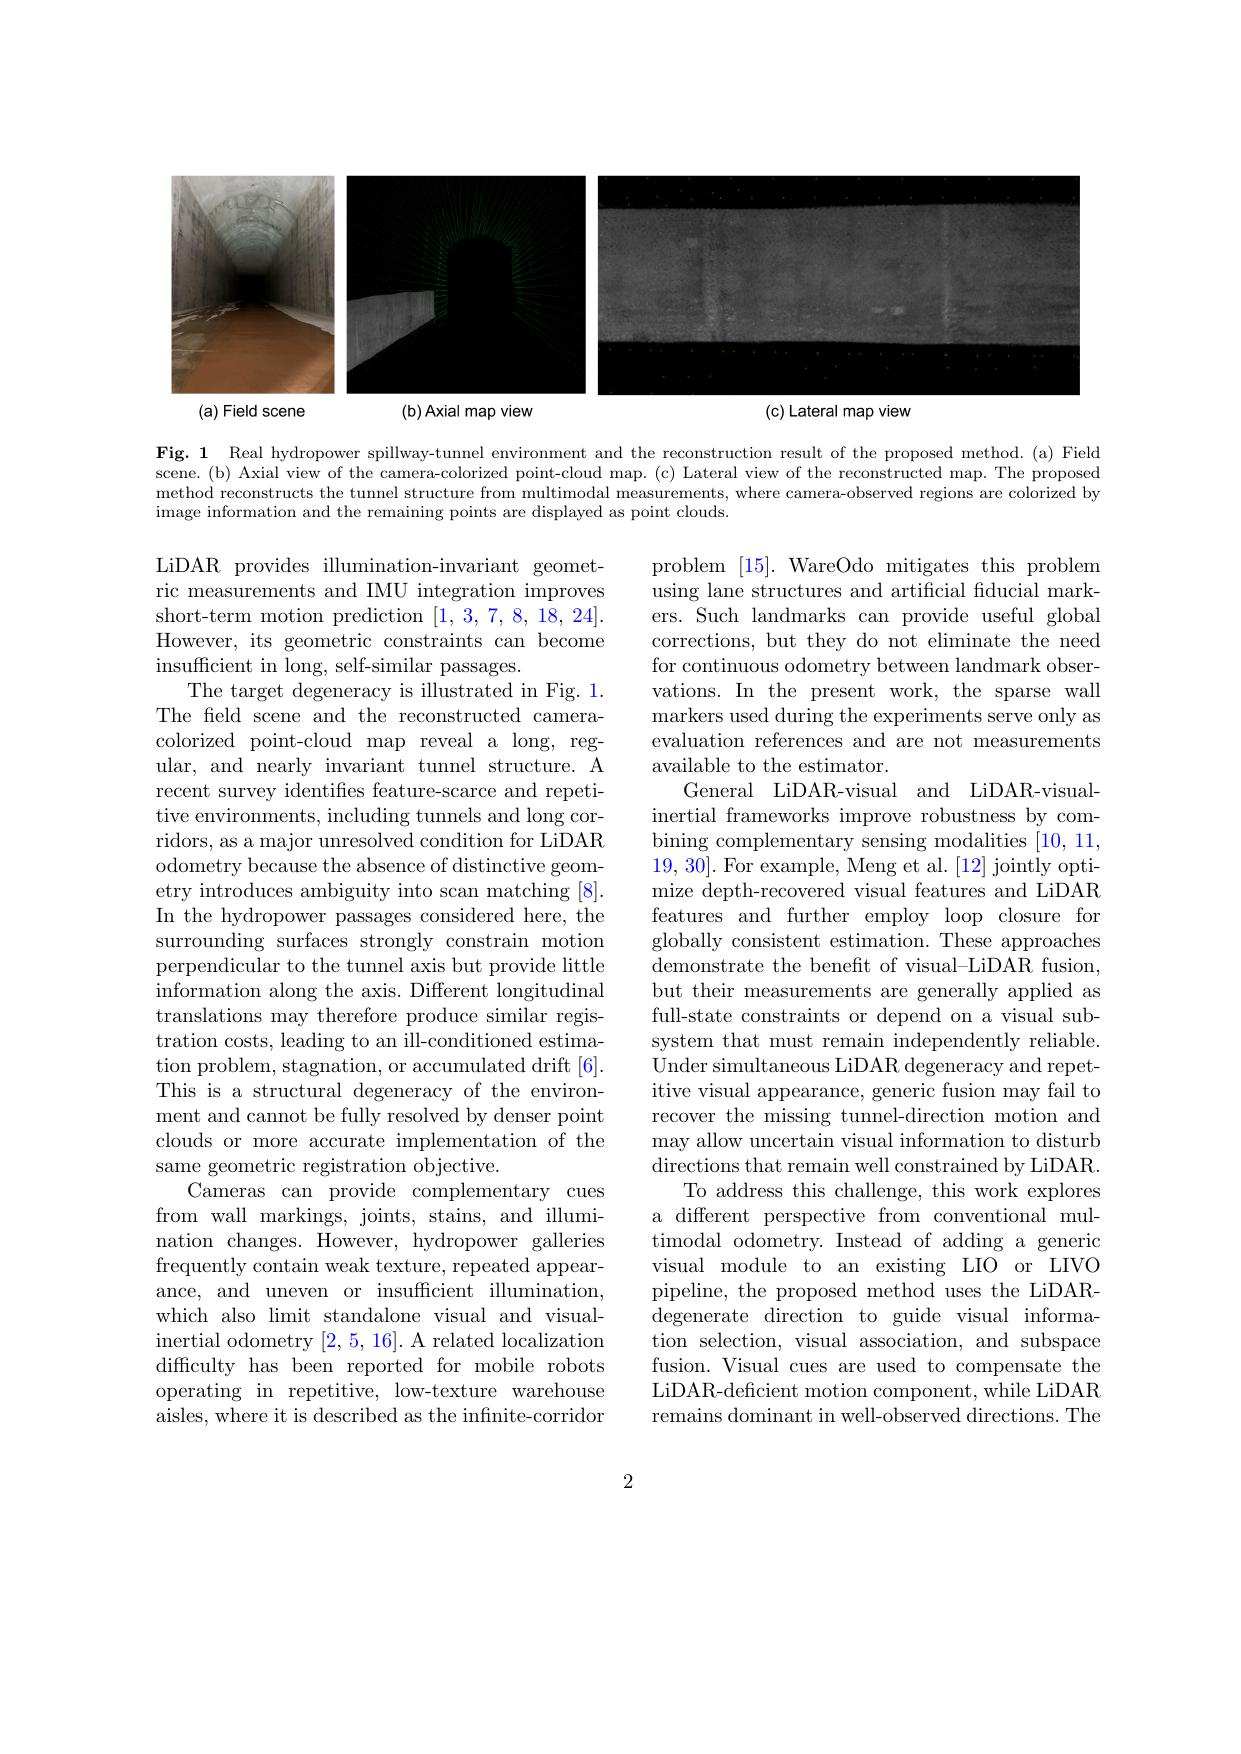 (a) Field scene
(b) Axial map view
(c) Lateral map view
Fig. 1 Real hydropower spillway-tunnel environment and the reconstruction result of the proposed method. (a) Field
scene. (b) Axial view of the camera-colorized point-cloud map. (c) Lateral view of the reconstructed map. The proposed
method reconstructs the tunnel structure from multimodal measurements, where camera-observed regions are colorized by
image information and the remaining points are displayed as point clouds.
LiDAR provides illumination-invariant geomet-
ric measurements and IMU integration improves
short-term motion prediction [1, 3, 7, 8, 18, 24].
However, its geometric constraints can become
insufficient in long, self-similar passages.
The target degeneracy is illustrated in Fig. 1.
The field scene and the reconstructed camera-
colorized point-cloud map reveal a long, reg-
ular, and nearly invariant tunnel structure. A
recent survey identifies feature-scarce and repeti-
tive environments, including tunnels and long cor-
ridors, as a major unresolved condition for LiDAR
odometry because the absence of distinctive geom-
etry introduces ambiguity into scan matching [8].
In the hydropower passages considered here, the
surrounding surfaces strongly constrain motion
perpendicular to the tunnel axis but provide little
information along the axis. Different longitudinal
translations may therefore produce similar regis-
tration costs, leading to an ill-conditioned estima-
tion problem, stagnation, or accumulated drift [6].
This is a structural degeneracy of the environ-
ment and cannot be fully resolved by denser point
clouds or more accurate implementation of the
same geometric registration objective.
Cameras can provide complementary cues
from wall markings, joints, stains, and illumi-
nation changes. However, hydropower galleries
frequently contain weak texture, repeated appear-
ance, and uneven or insufficient illumination,
which also limit standalone visual and visual-
inertial odometry [2, 5, 16]. A related localization
difficulty has been reported for mobile robots
operating in repetitive, low-texture warehouse
aisles, where it is described as the infinite-corridor
problem [15]. WareOdo mitigates this problem
using lane structures and artificial fiducial mark-
ers. Such landmarks can provide useful global
corrections, but they do not eliminate the need
for continuous odometry between landmark obser-
vations. In the present work, the sparse wall
markers used during the experiments serve only as
evaluation references and are not measurements
available to the estimator.
General LiDAR-visual and LiDAR-visual-
inertial frameworks improve robustness by com-
bining complementary sensing modalities [10, 11,
19, 30]. For example, Meng et al. [12] jointly opti-
mize depth-recovered visual features and LiDAR
features and further employ loop closure for
globally consistent estimation. These approaches
demonstrate the benefit of visual–LiDAR fusion,
but their measurements are generally applied as
full-state constraints or depend on a visual sub-
system that must remain independently reliable.
Under simultaneous LiDAR degeneracy and repet-
itive visual appearance, generic fusion may fail to
recover the missing tunnel-direction motion and
may allow uncertain visual information to disturb
directions that remain well constrained by LiDAR.
To address this challenge, this work explores
a different perspective from conventional mul-
timodal odometry. Instead of adding a generic
visual module to an existing LIO or LIVO
pipeline, the proposed method uses the LiDAR-
degenerate direction to guide visual informa-
tion selection, visual association, and subspace
fusion. Visual cues are used to compensate the
LiDAR-deficient motion component, while LiDAR
remains dominant in well-observed directions. The
2